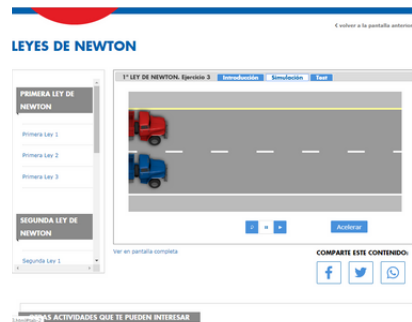 < volver a la pantalla anterior
LEYES DE NEWTON
PRIMERA LEY DE
NEWTON
Primera Ley 1
Primera Ley 2
Primera Ley 3
SEGUNDA LEY DE
NEWTON
Segunda Ley 1
1ª LEY DE NEWTON. Ejercicio 3 Introducción Simulación Test
Acelerar
Ver en pantalla completa
COMPARTE ESTE CONTENIDO:
AS ACTIVIDADES QUE TE PUEDEN INTERESAR